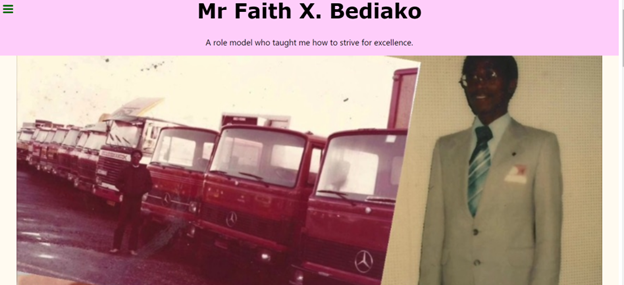 Mr Faith X. Bediako
A role model who taught me how to strive for excellence.